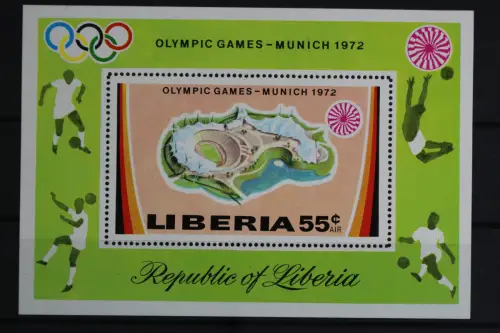 OLYMPIC GAMES-MUNICH 1972
OLYMPIC GAMES-MUNICH 1972
LIBERIA 55¢
AIR
Republic of Liberia